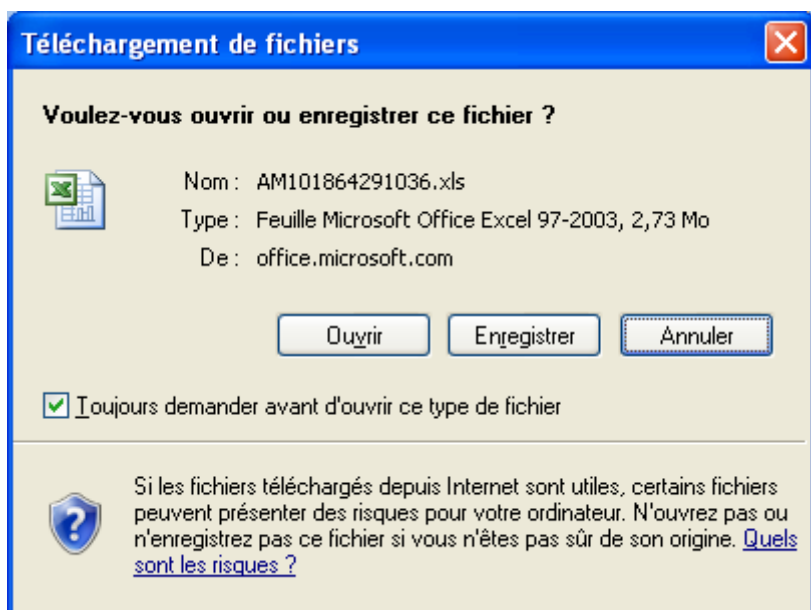 Téléchargement de fichiers
Voulez-vous ouvrir ou enregistrer ce fichier ?
Nom : AM101864291036.xls
Type : Feuille Microsoft Office Excel 97-2003, 2,73 Mo
De : office.microsoft.com
Ouvrir Enregistrer Annuler
Toujours demander avant d'ouvrir ce type de fichier
Si les fichiers téléchargés depuis Internet sont utiles, certains fichiers
peuvent présenter des risques pour votre ordinateur. N'ouvrez pas ou
n'enregistrez pas ce fichier si vous n'êtes pas sûr de son origine. Quels
sont les risques ?